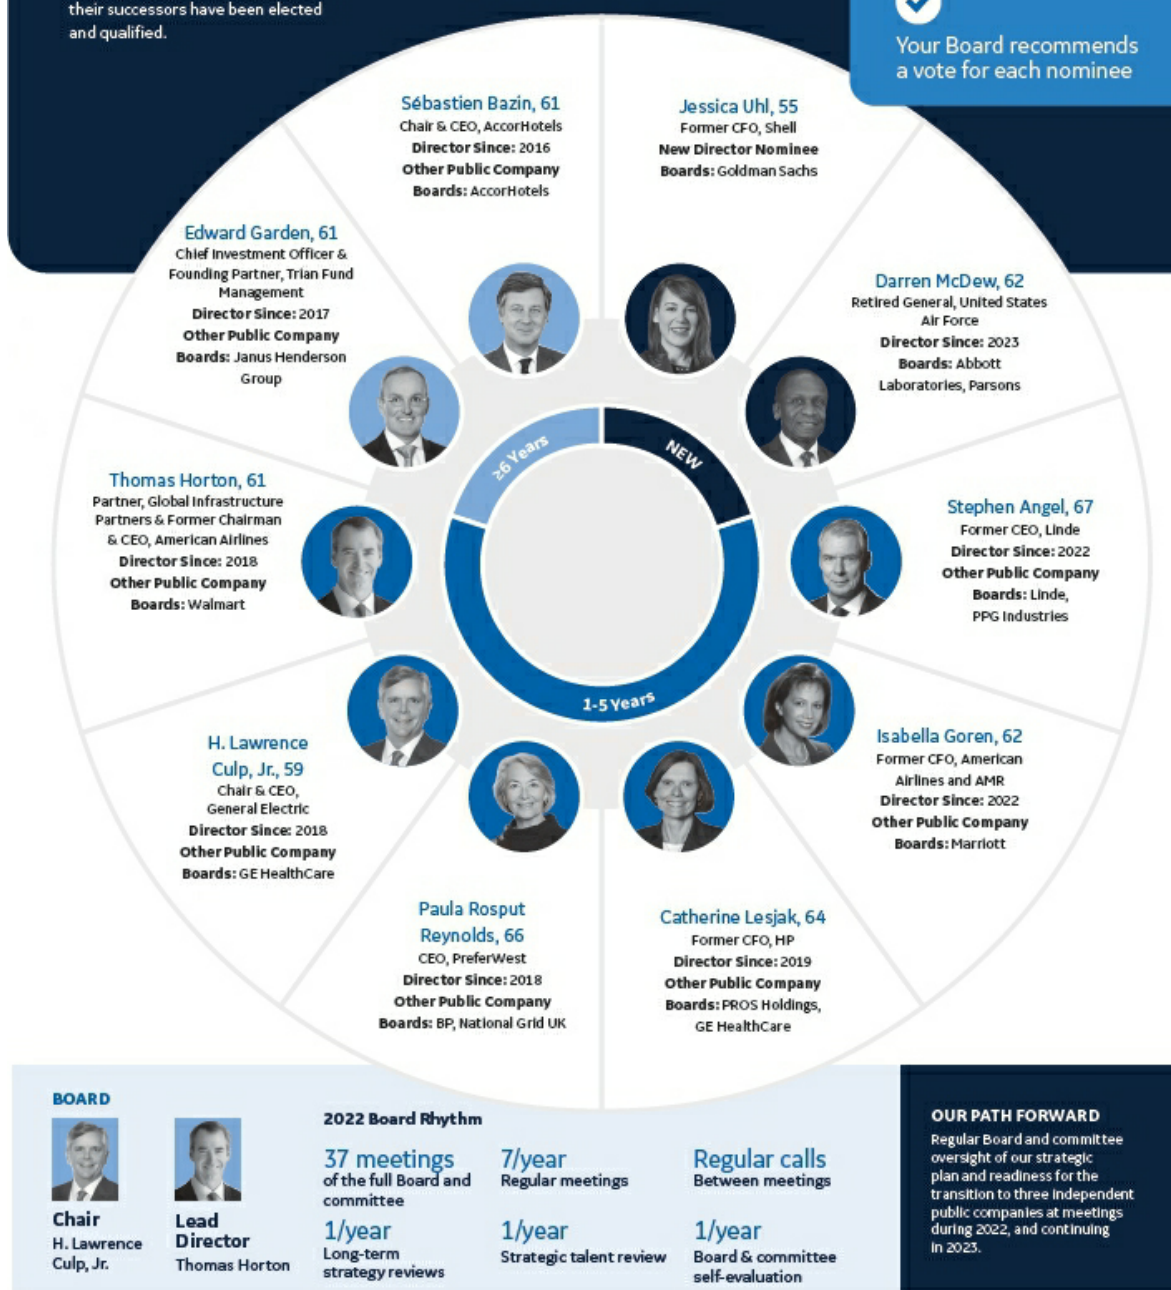 their successors have been elected
and qualified.
Your Board recommends
a vote for each nominee
Sébastien Bazin, 61
Chair & CEO, AccorHotels
Director Since: 2016
Other Public Company
Boards: AccorHotels
Jessica Uhl, 55
Former CFO, Shell
New Director Nominee
Boards: Goldman Sachs
Edward Garden, 61
Chief Investment Officer &
Founding Partner, Trian Fund
Management
Director Since: 2017
Other Public Company
Boards: Janus Henderson
Group
Darren McDew, 62
Retired General, United States
Air Force
Director Since: 2023
Boards: Abbott
Laboratories, Parsons
≥6 Years
NEW
Thomas Horton, 61
Partner, Global Infrastructure
Partners & Former Chairman
& CEO, American Airlines
Director Since: 2018
Other Public Company
Boards: Walmart
Stephen Angel, 67
Former CEO, Linde
Director Since: 2022
Other Public Company
Boards: Linde,
PPG Industries
1-5 Years
H. Lawrence
Culp, Jr., 59
Chair & CEO,
General Electric
Director Since: 2018
Other Public Company
Boards: GE HealthCare
Isabella Goren, 62
Former CFO, American
Airlines and AMR
Director Since: 2022
Other Public Company
Boards: Marriott
Paula Rosput
Reynolds, 66
CEO, PreferWest
Director Since: 2018
Other Public Company
Boards: BP, National Grid UK
Catherine Lesjak, 64
Former CFO, HP
Director Since: 2019
Other Public Company
Boards: PROS Holdings,
GE HealthCare
BOARD
Chair
H. Lawrence
Culp, Jr.
Lead
Director
Thomas Horton
2022 Board Rhythm
37 meetings
of the full Board and
committee
7/year
Regular meetings
Regular calls
Between meetings
1/year
Long-term
strategy reviews
1/year
Strategic talent review
1/year
Board & committee
self-evaluation
OUR PATH FORWARD
Regular Board and committee
oversight of our strategic
plan and readiness for the
transition to three independent
public companies at meetings
during 2022, and continuing
in 2023.